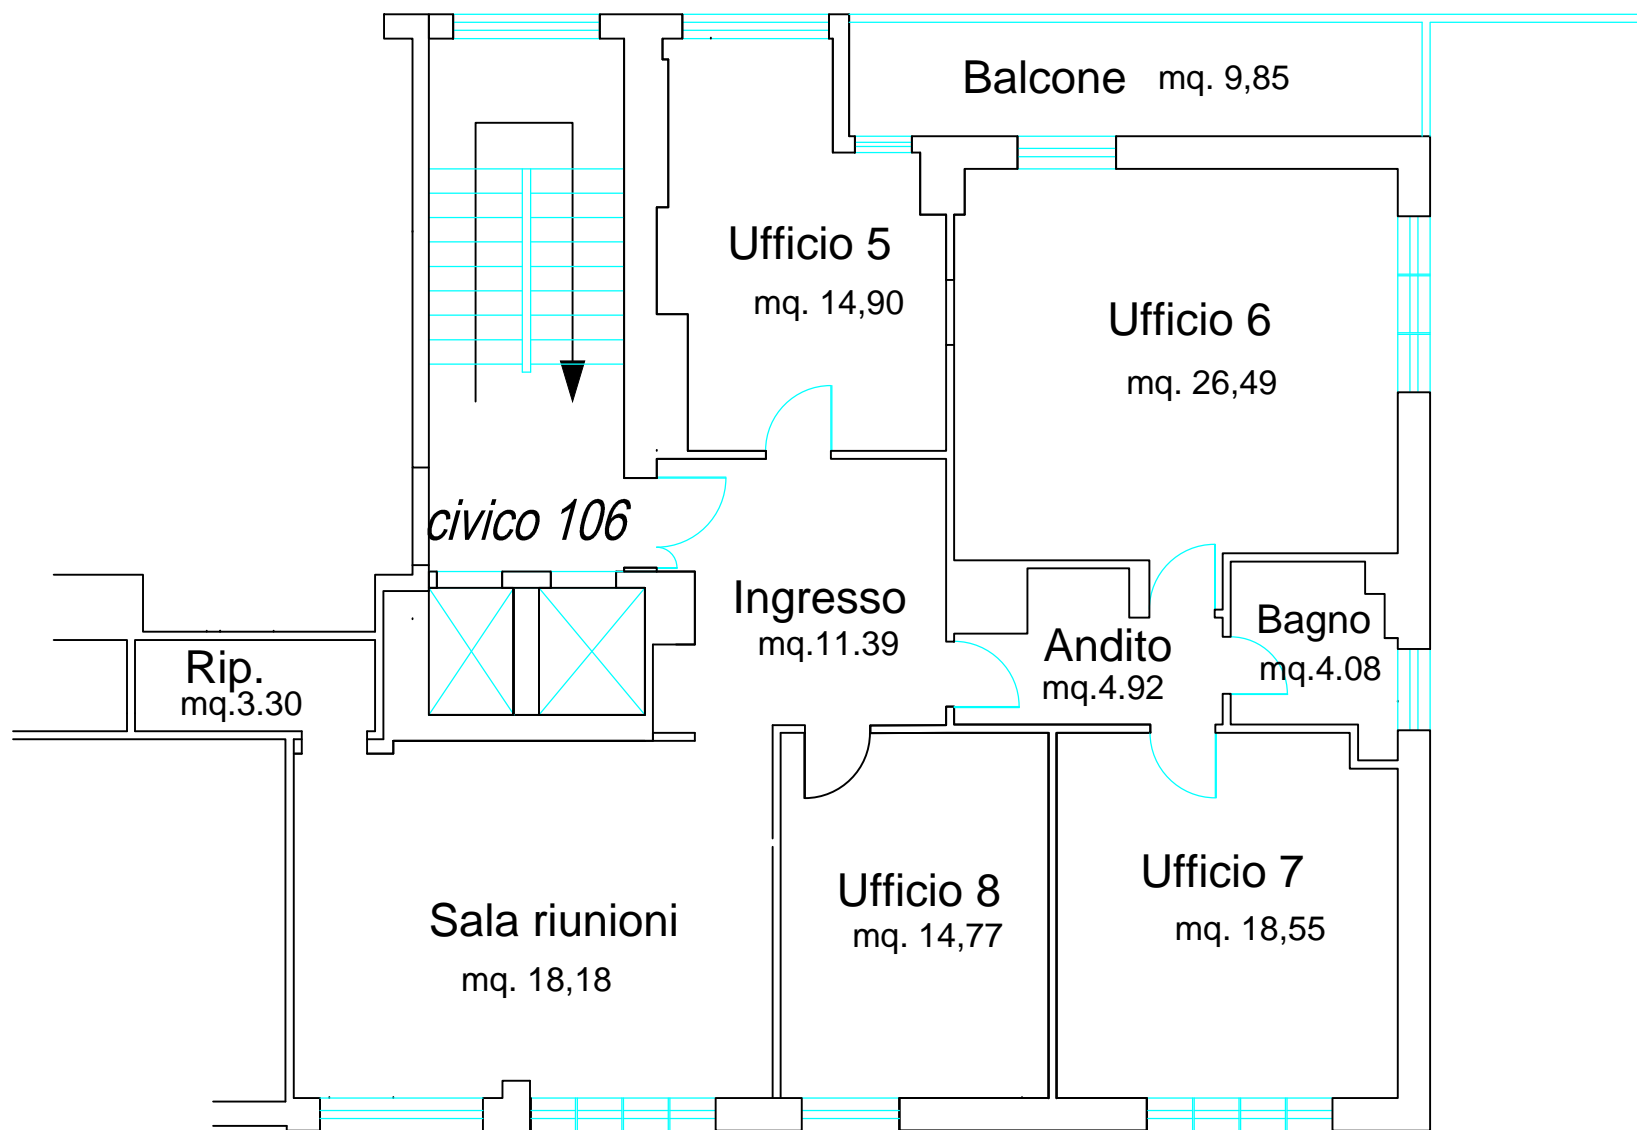 Balcone mq. 9,85
Ufficio 5
mq. 14,90
Ufficio 6
mq. 26,49
civico 106
Ingresso
mq.11.39
Andito
mq.4.92
Bagno
mq.4.08
Rip.
mq.3.30
Sala riunioni
mq. 18,18
Ufficio 8
mq. 14,77
Ufficio 7
mq. 18,55